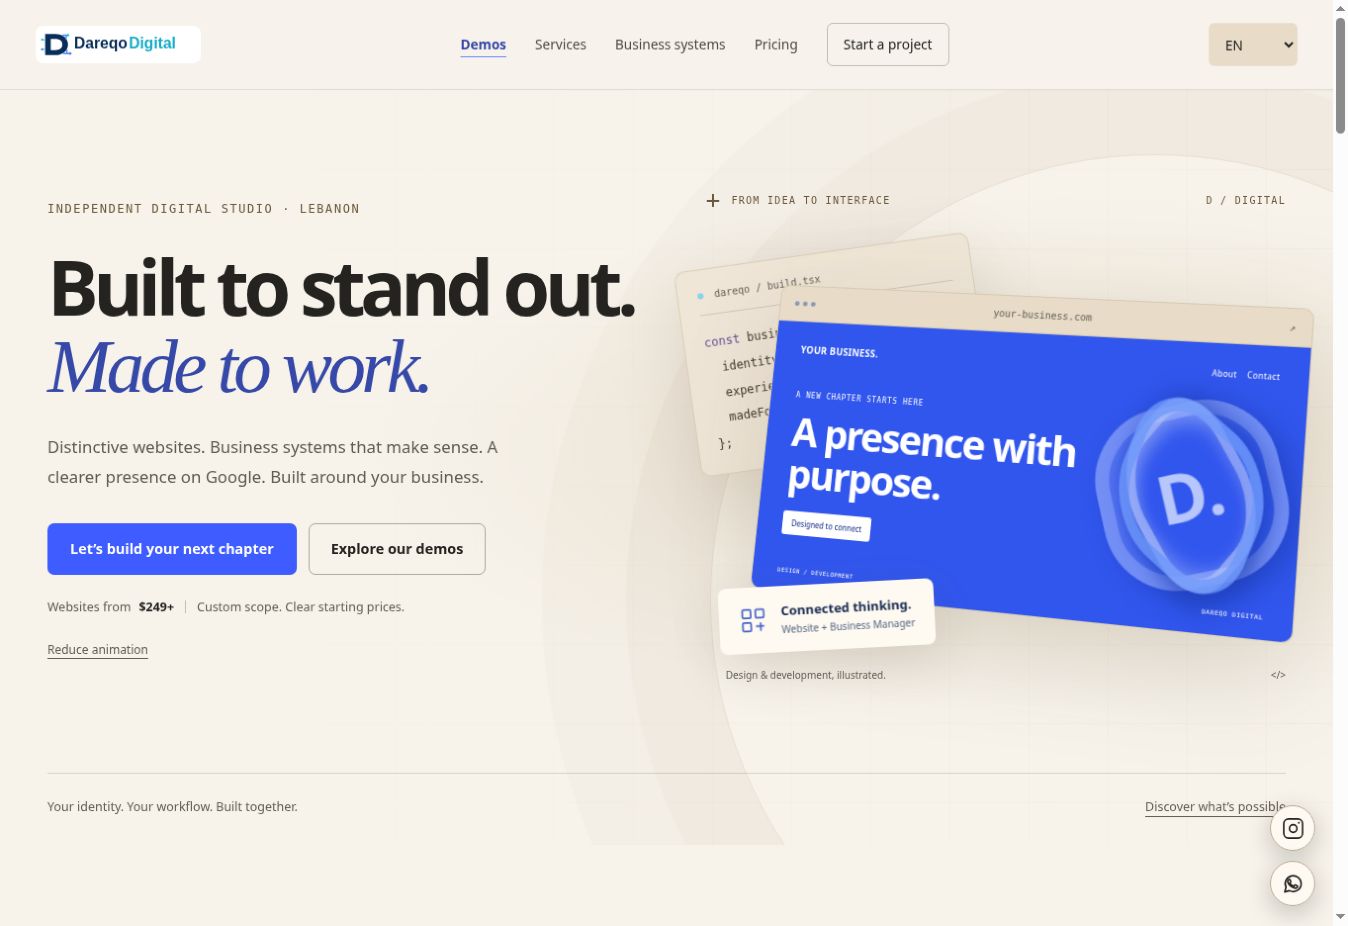 Dareqo Digital
Demos
Services
Business systems
Pricing
Start a project
EN
INDEPENDENT DIGITAL STUDIO · LEBANON
Built to stand out.
Made to work.
Distinctive websites. Business systems that make sense. A
clearer presence on Google. Built around your business.
Let’s build your next chapter
Explore our demos
Websites from $249+
Custom scope. Clear starting prices.
Reduce animation
FROM IDEA TO INTERFACE
D / DIGITAL
dareqo / build.tsx
const
identity
};
your-business.com
↗
YOUR BUSINESS.
About Contact
A NEW CHAPTER STARTS HERE
A presence with
purpose.
Designed to connect
D.
DESIGN / DEVELOPMENT
DAREQO DIGITAL
Connected thinking.
Website + Business Manager
Design & development, illustrated.
</>
Your identity. Your workflow. Built together.
Discover what’s possible